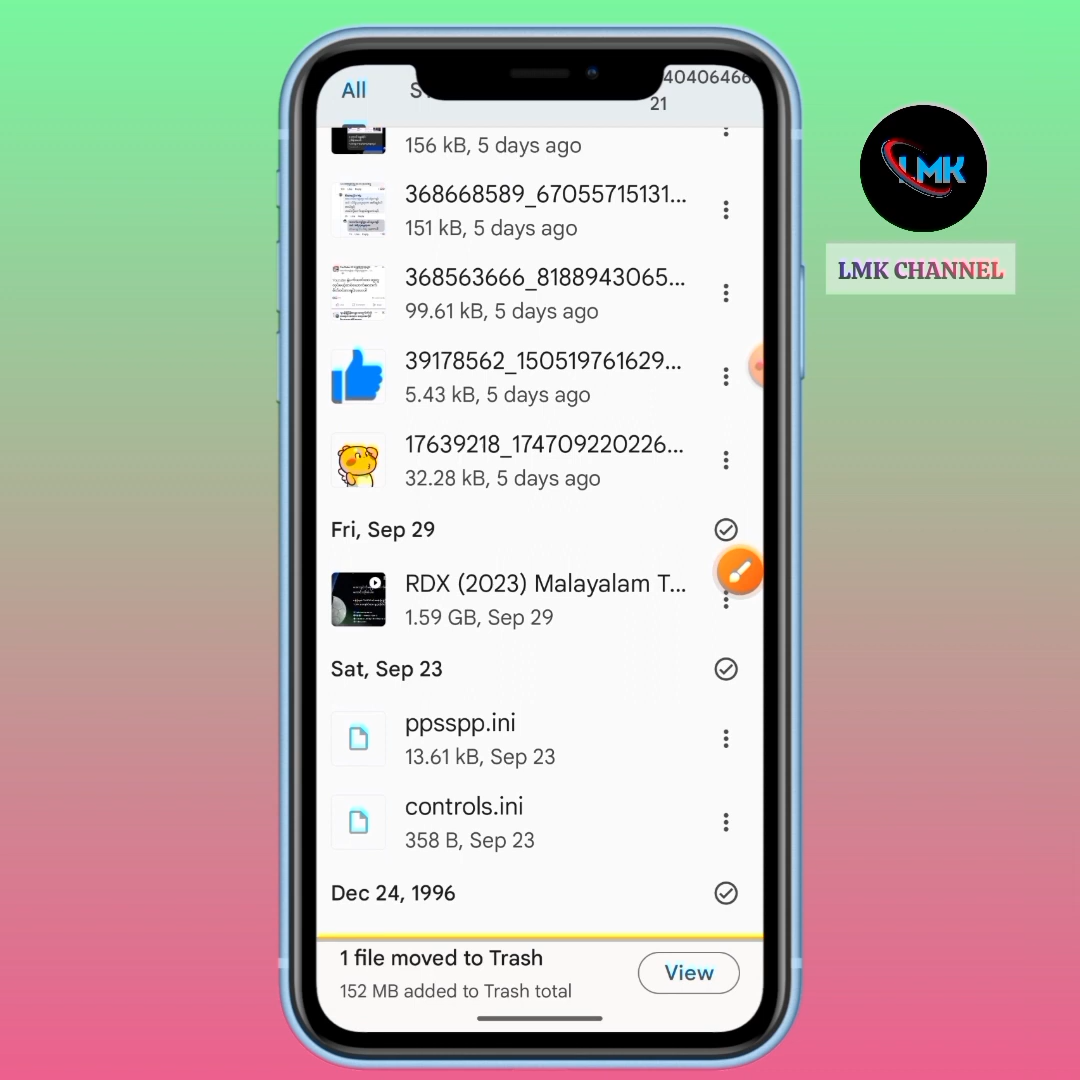 All
40406466
21
LMK
LMK CHANNEL
156 kB, 5 days ago
368668589_67055715131...
151 kB, 5 days ago
368563666_8188943065...
99.61 kB, 5 days ago
39178562_150519761629...
5.43 kB, 5 days ago
17639218_174709220226...
32.28 kB, 5 days ago
Fri, Sep 29
RDX (2023) Malayalam T...
1.59 GB, Sep 29
Sat, Sep 23
ppsspp.ini
13.61 kB, Sep 23
controls.ini
358 B, Sep 23
Dec 24, 1996
1 file moved to Trash
View
152 MB added to Trash total